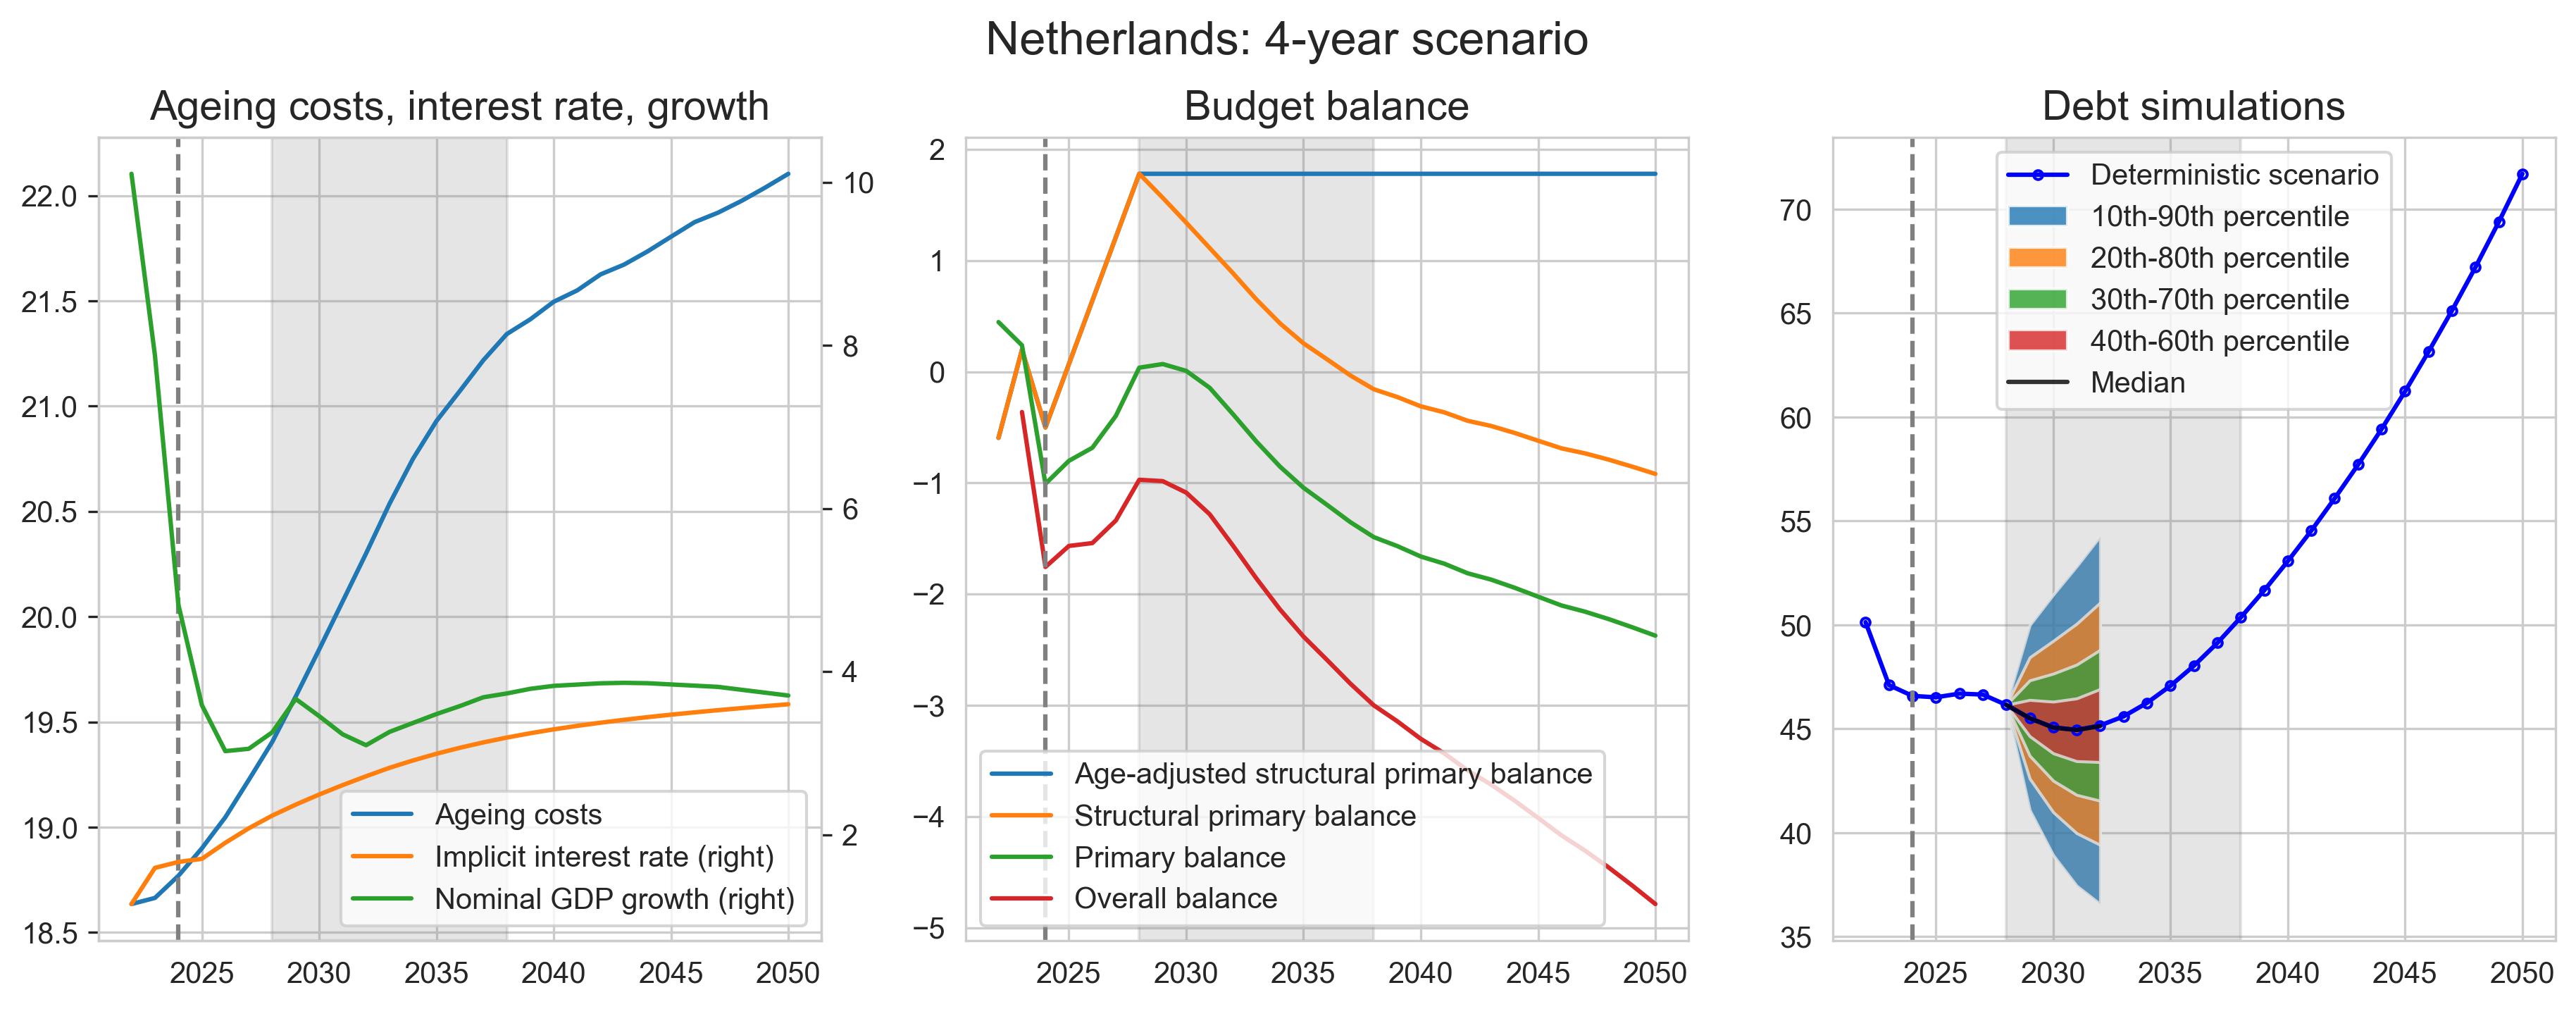 Netherlands: 4-year scenario
Ageing costs, interest rate, growth
22.0
21.5
21.0
20.5
20.0
19.5
19.0
18.5
10
8
6
4
2
Ageing costs
Implicit interest rate (right)
Nominal GDP growth (right)
2025 2030 2035 2040 2045 2050
Budget balance
2
1
0
−1
−2
−3
−4
−5
Age-adjusted structural primary balance
Structural primary balance
Primary balance
Overall balance
2025 2030 2035 2040 2045 2050
Debt simulations
70
65
60
55
50
45
40
35
Deterministic scenario
10th-90th percentile
20th-80th percentile
30th-70th percentile
40th-60th percentile
Median
2025 2030 2035 2040 2045 2050